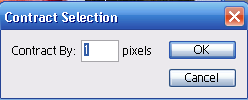 Contract Selection
Contract By: 1 pixels
OK
Cancel